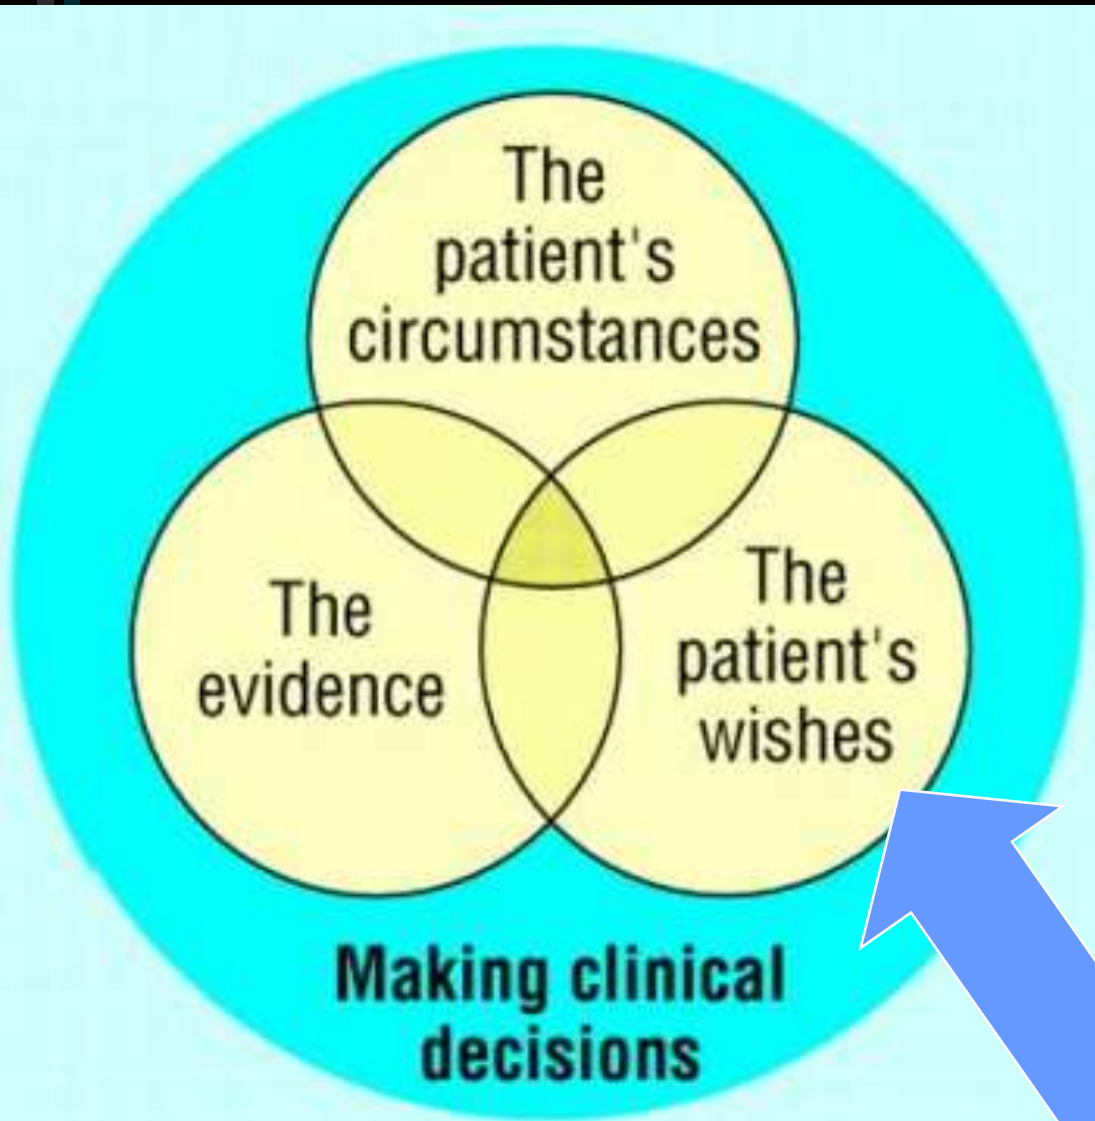 The
patient's
circumstances
The
evidence
The
patient's
wishes
Making clinical
decisions